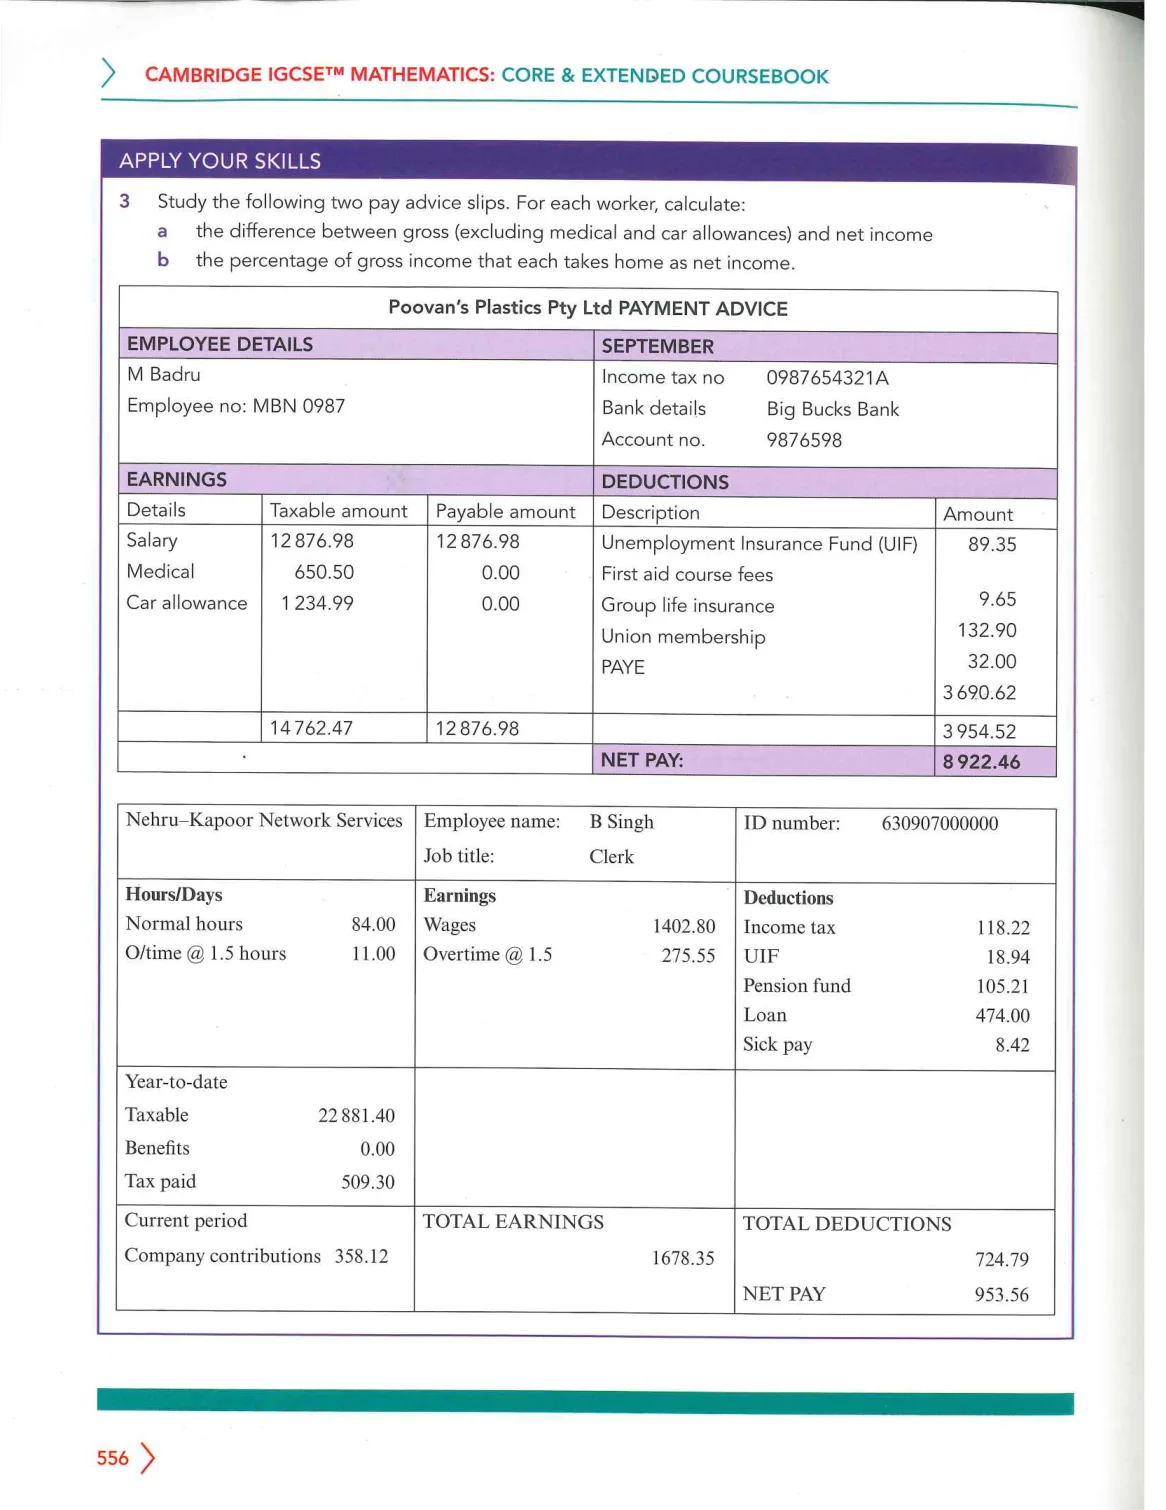 CAMBRIDGE IGCSE™ MATHEMATICS: CORE & EXTENDED COURSEBOOK
APPLY YOUR SKILLS
3 Study the following two pay advice slips. For each worker, calculate:
a the difference between gross (excluding medical and car allowances) and net income
b the percentage of gross income that each takes home as net income.
Poovan's Plastics Pty Ltd PAYMENT ADVICE
EMPLOYEE DETAILS SEPTEMBER
M Badru Income tax no 0987654321A
Employee no: MBN 0987 Bank details Big Bucks Bank
Account no. 9876598
EARNINGS DEDUCTIONS
Details Taxable amount Payable amount Description Amount
Salary 12 876.98 12 876.98 Unemployment Insurance Fund (UIF) 89.35
Medical 650.50 0.00 First aid course fees
Car allowance 1 234.99 0.00 Group life insurance 9.65
Union membership 132.90
PAYE 32.00
3 690.62
14 762.47 12 876.98 3 954.52
NET PAY: 8 922.46
Nehru–Kapoor Network Services Employee name: B Singh ID number: 630907000000
Job title: Clerk
Hours/Days Earnings Deductions
Normal hours 84.00 Wages 1402.80 Income tax 118.22
O/time @ 1.5 hours 11.00 Overtime @ 1.5 275.55 UIF 18.94
Pension fund 105.21
Loan 474.00
Sick pay 8.42
Year-to-date
Taxable 22 881.40
Benefits 0.00
Tax paid 509.30
Current period TOTAL EARNINGS TOTAL DEDUCTIONS
Company contributions 358.12 1678.35 724.79
NET PAY 953.56
556